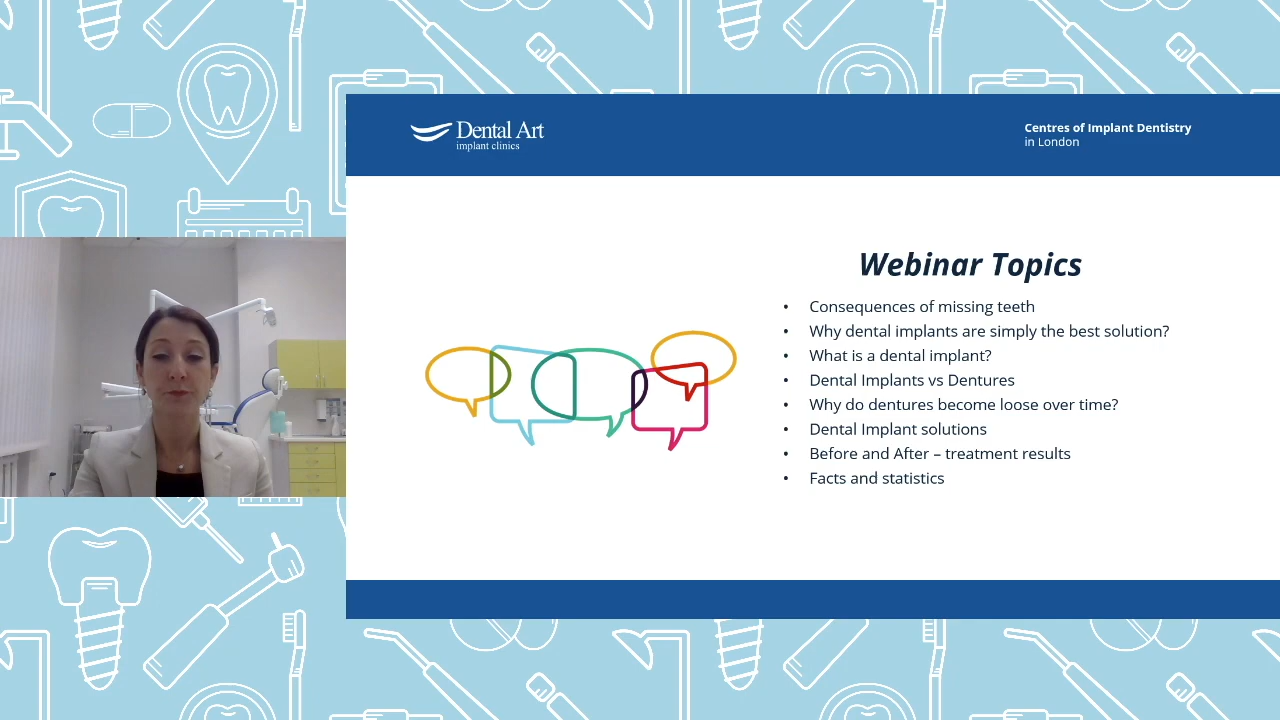 Dental Art
implant clinics
Centres of Implant Dentistry
in London
Webinar Topics
• Consequences of missing teeth
• Why dental implants are simply the best solution?
• What is a dental implant?
• Dental Implants vs Dentures
• Why do dentures become loose over time?
• Dental Implant solutions
• Before and After – treatment results
• Facts and statistics